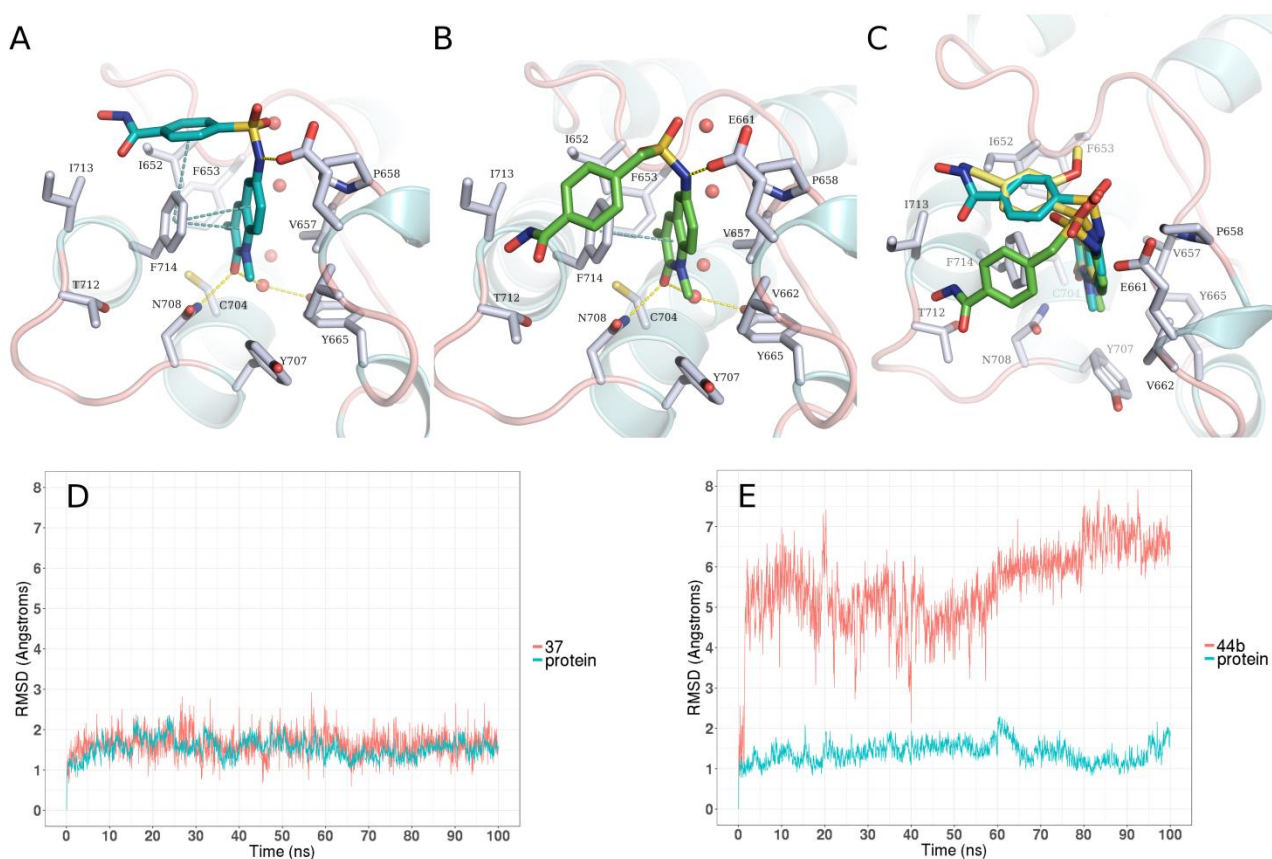 A
I713
I652
F653
P658
V657
F714
T712
N708
C704
Y665
Y707
B
E661
I652
I713
F653
P658
V657
F714
T712
V662
N708
C704
Y665
Y707
C
I652
F653
I713
P658
F714
V657
C704
E661
Y665
T712
N708
Y707
V662
D
8
7
6
5
4
3
2
1
0
RMSD (Angstroms)
0 10 20 30 40 50 60 70 80 90 100
Time (ns)
37
protein
E
8
7
6
5
4
3
2
1
0
RMSD (Angstroms)
0 10 20 30 40 50 60 70 80 90 100
Time (ns)
44b
protein